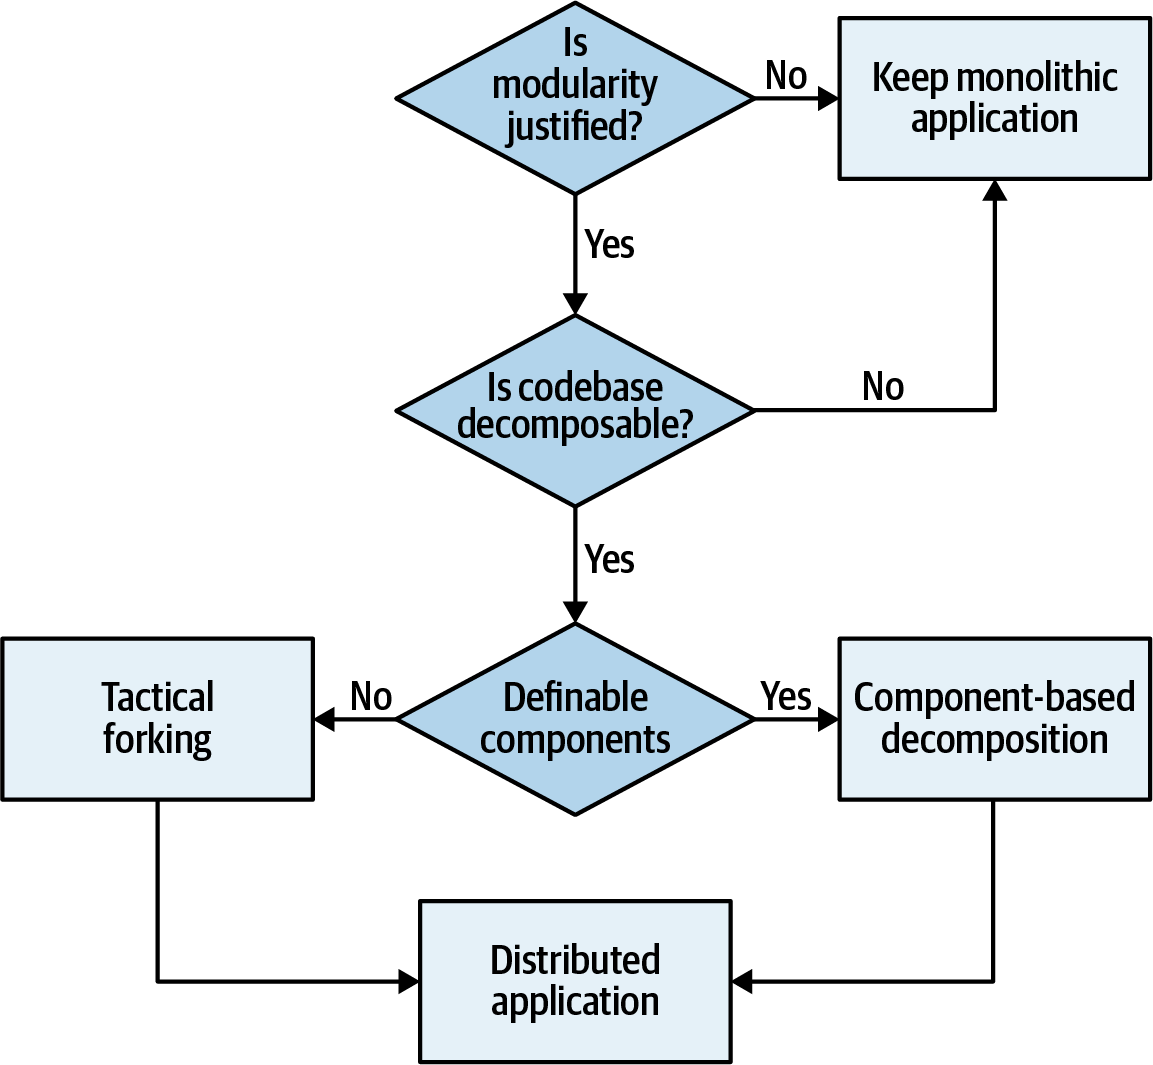 Is
modularity
justified?
No
Keep monolithic
application
Yes
Is codebase
decomposable?
No
Yes
Tactical
forking
No
Definable
components
Yes
Component-based
decomposition
Distributed
application